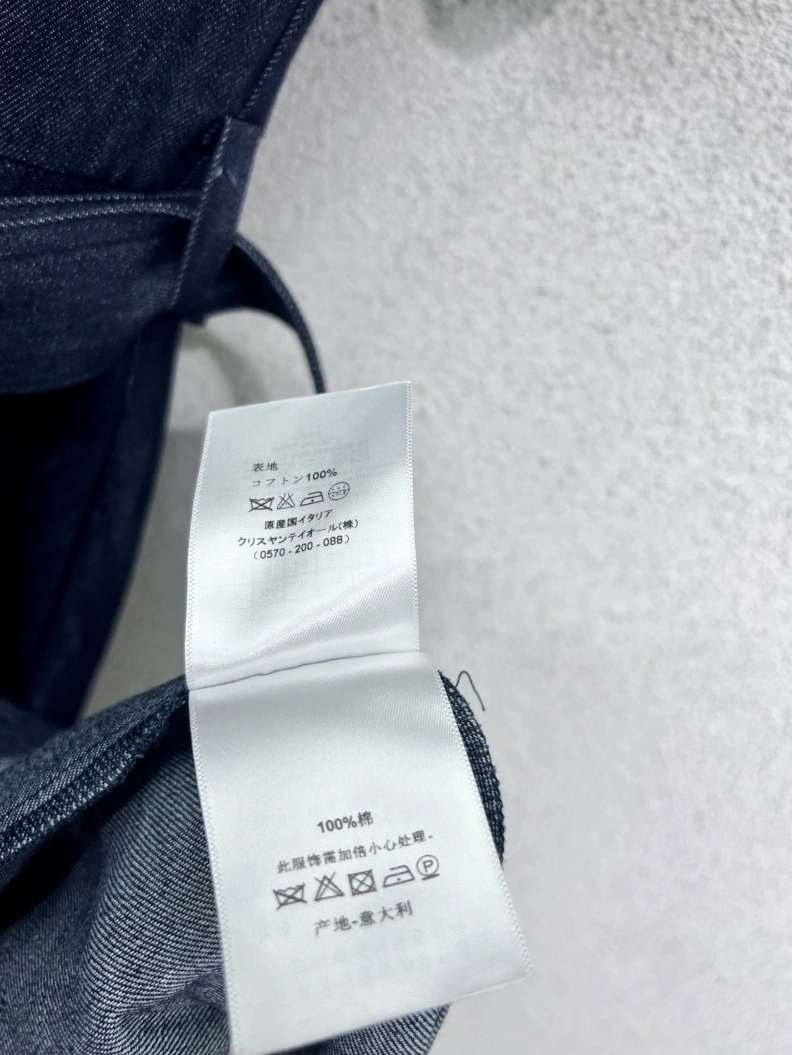 表地
コフトン100%
原産国イタリア
クリスヤンテイオール(株)
(0570-200-088)
100%棉
此服饰需加倍小心处理。
P
产地-意大利